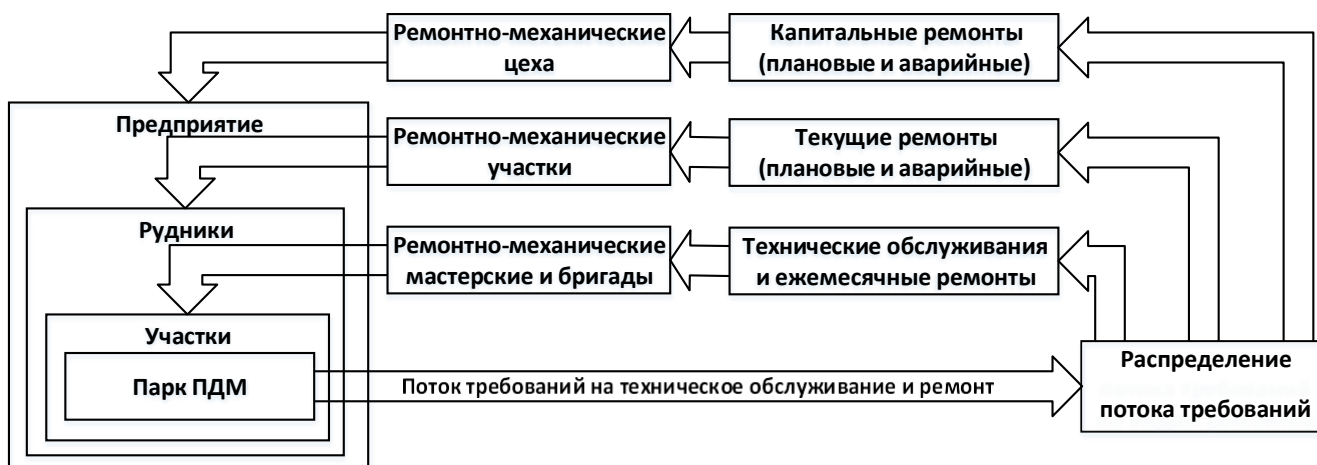 Ремонтно-механические
цеха
Капитальные ремонты
(плановые и аварийные)
Предприятие
Ремонтно-механические
участки
Текущие ремонты
(плановые и аварийные)
Рудники
Ремонтно-механические
мастерские и бригады
Технические обслуживания
и ежемесячные ремонты
Участки
Парк ПДМ
Поток требований на техническое обслуживание и ремонт
Распределение
потока требований